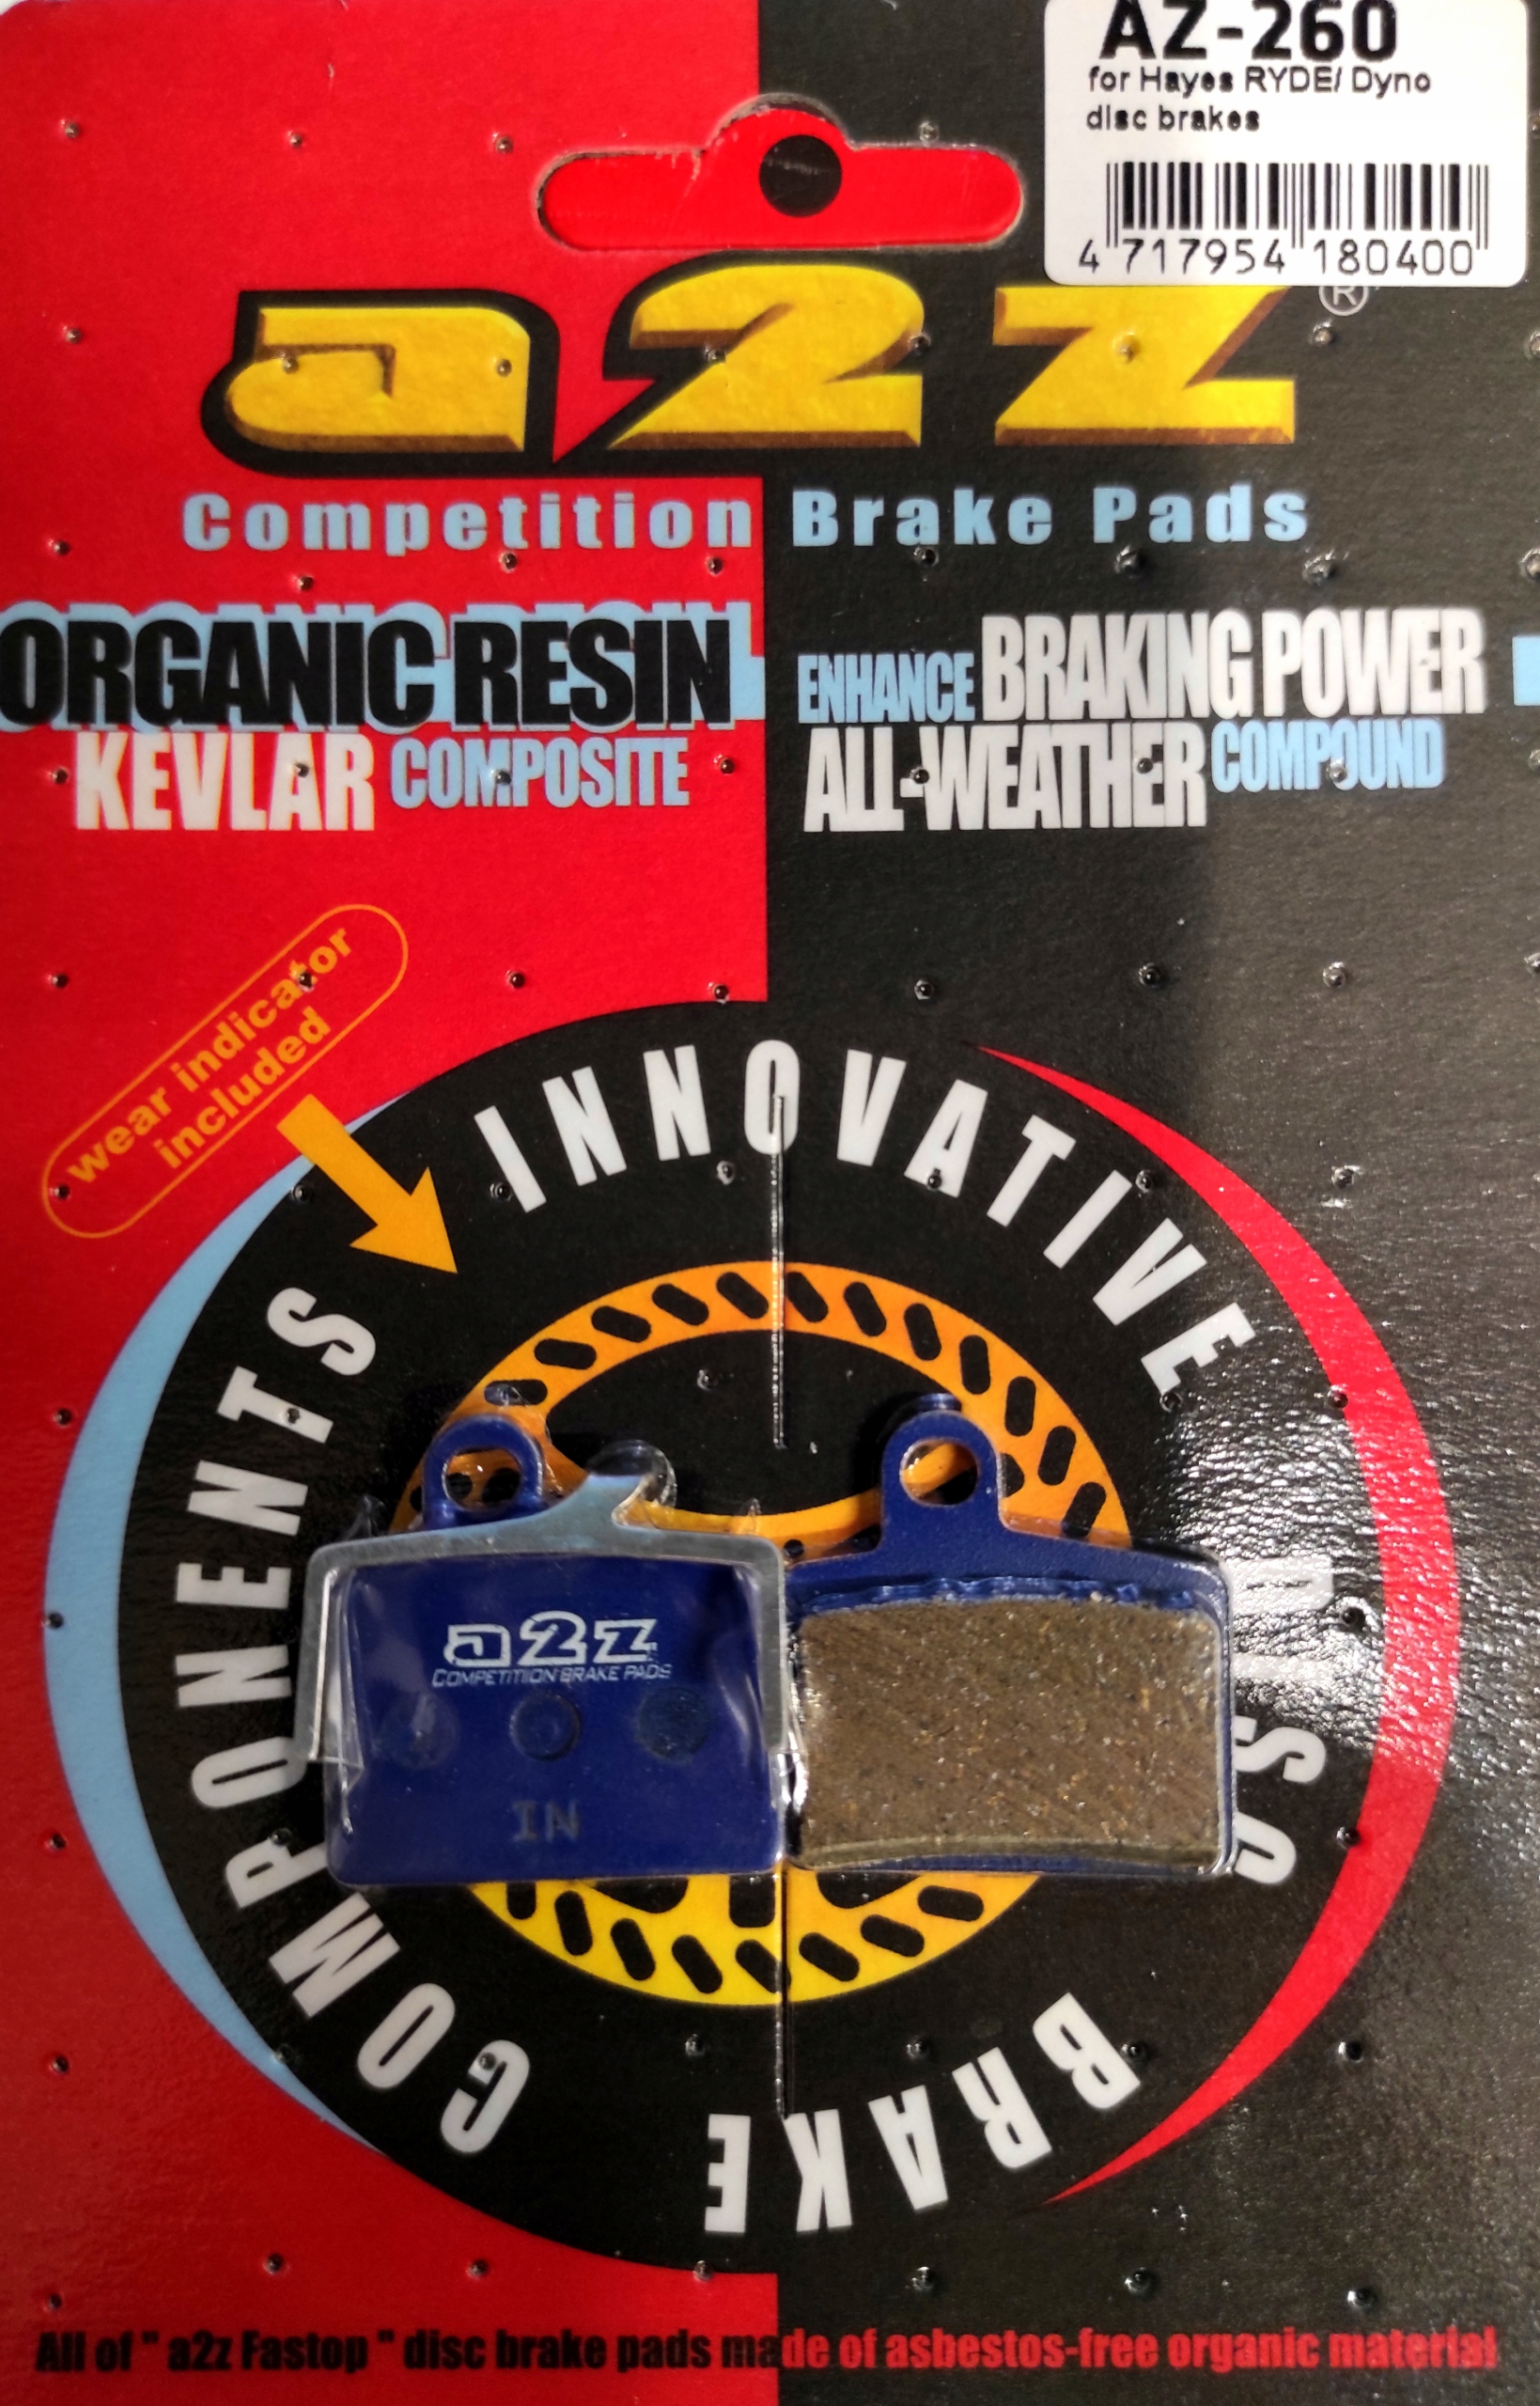 AZ-260
for Hayes RYDE/ Dyno
disc brakes
4 717954 180400
a2z®
Competition Brake Pads
ORGANIC RESIN
KEVLAR COMPOSITE
ENHANCE BRAKING POWER
ALL-WEATHER COMPOUND
wear indicator
included
INNOVATIVE
BRAKE
COMPONENTS
a2z
COMPETITION BRAKE PADS
IN
All of " a2z Fastop " disc brake pads made of asbestos-free organic material